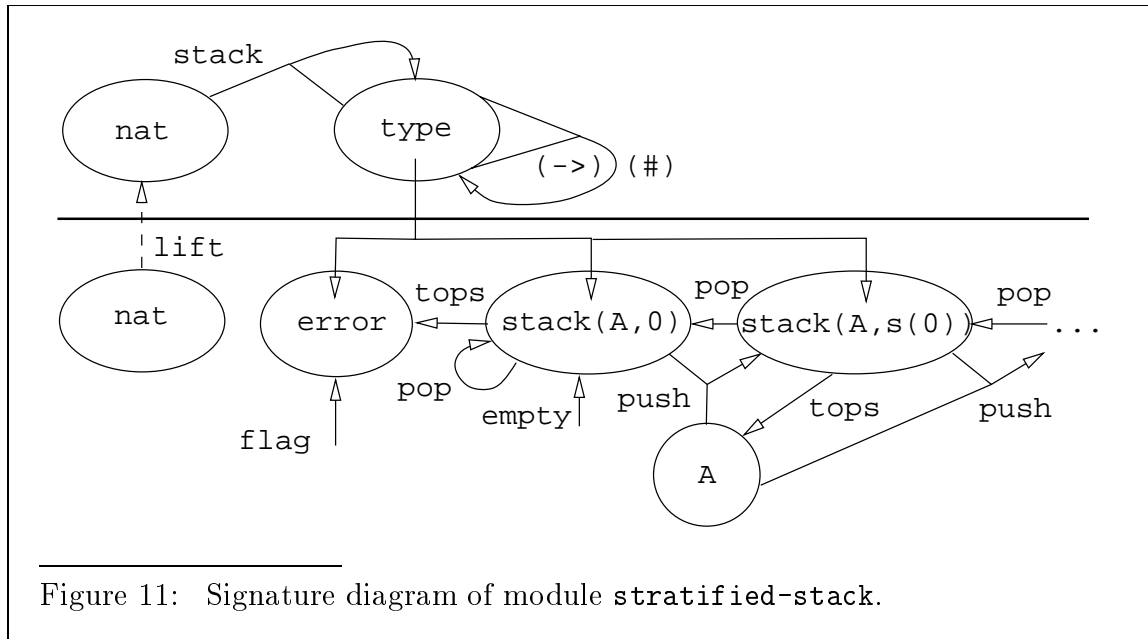 stack
nat
type
(->) (#)
lift
nat
error
tops
stack(A,0)
pop
stack(A,s(0))
pop
...
pop
empty
push
tops
push
flag
A
Figure 11: Signature diagram of module stratified-stack.